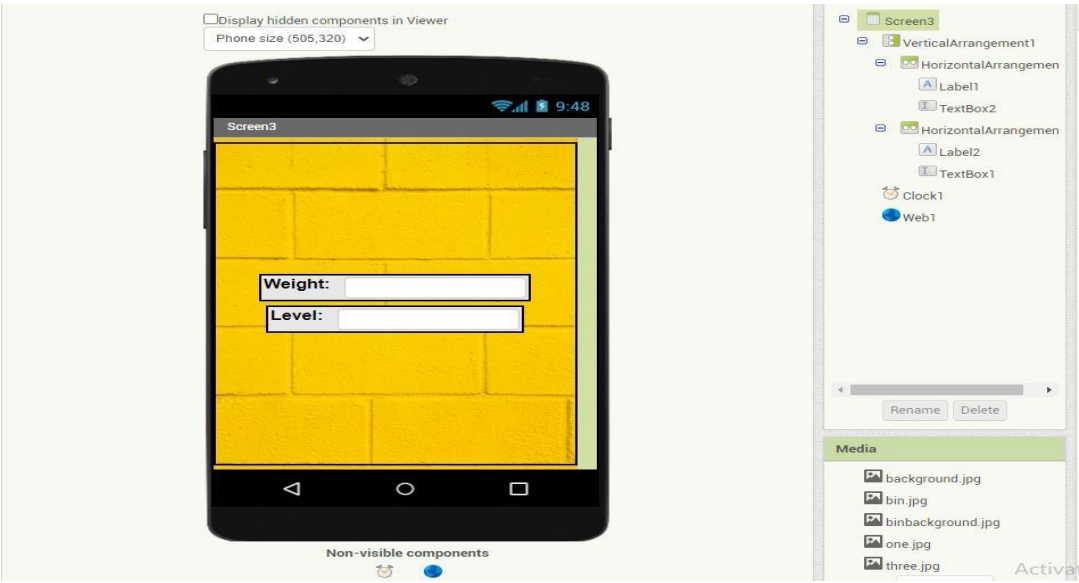 Display hidden components in Viewer
Phone size (505,320)
9:48
Screen3
Weight:
Level:
Non-visible components
Screen3
VerticalArrangement1
HorizontalArrangemen
Label1
TextBox2
HorizontalArrangemen
Label2
TextBox1
Clock1
Web1
Rename Delete
Media
background.jpg
bin.jpg
binbackground.jpg
one.jpg
three.jpg
Activa